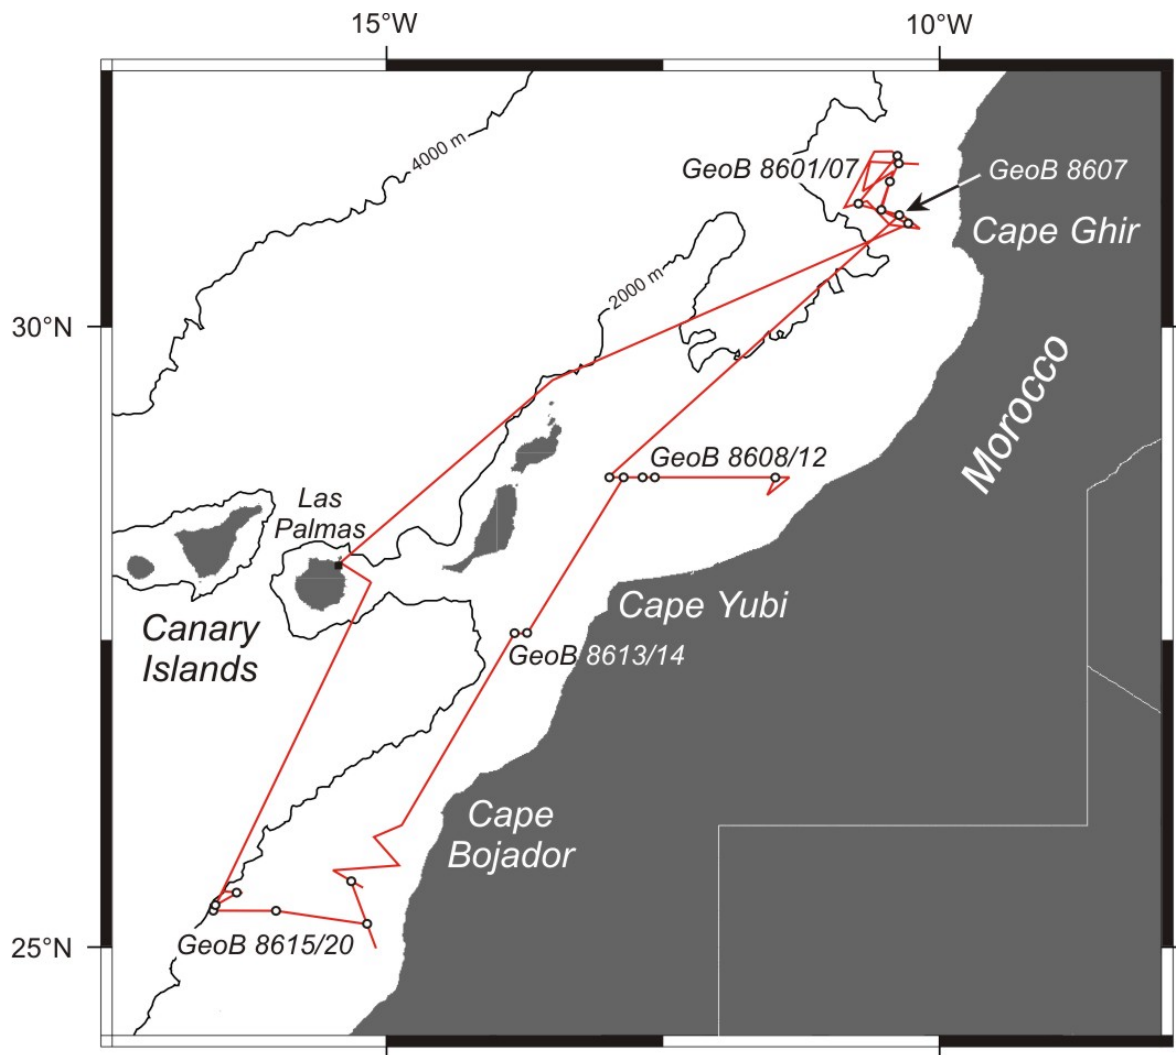 15°W
10°W
4000 m
GeoB 8601/07
GeoB 8607
Cape Ghir
2000 m
30°N
Morocco
GeoB 8608/12
Las
Palmas
Cape Yubi
Canary
Islands
GeoB 8613/14
Cape
Bojador
GeoB 8615/20
25°N